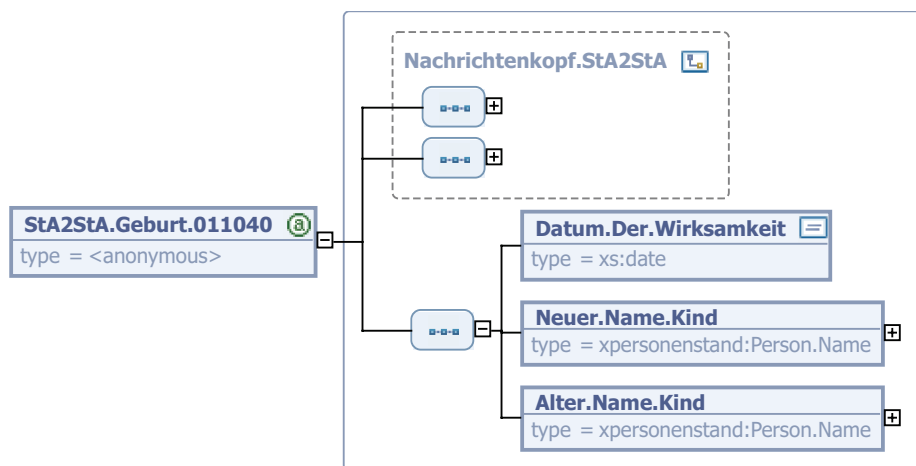 Nachrichtenkopf.StA2StA
StA2StA.Geburt.011040 @
type = <anonymous>
Datum.Der.Wirksamkeit
type = xs:date
Neuer.Name.Kind
type = xpersonenstand:Person.Name
Alter.Name.Kind
type = xpersonenstand:Person.Name